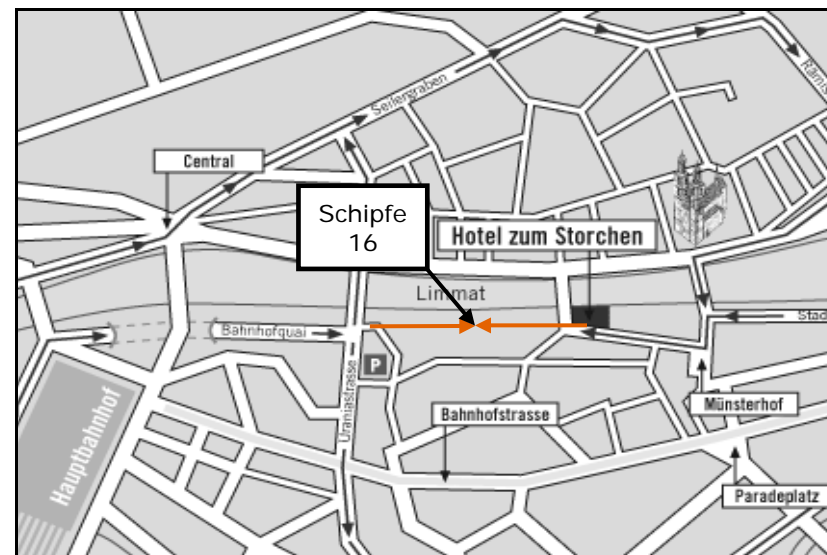 Seilergraben
Central
Schipfe
16
Hotel zum Storchen
Limmat
Bahnhofquai
P
Uraniastrasse
Hauptbahnhof
Bahnhofstrasse
Münsterhof
Paradeplatz